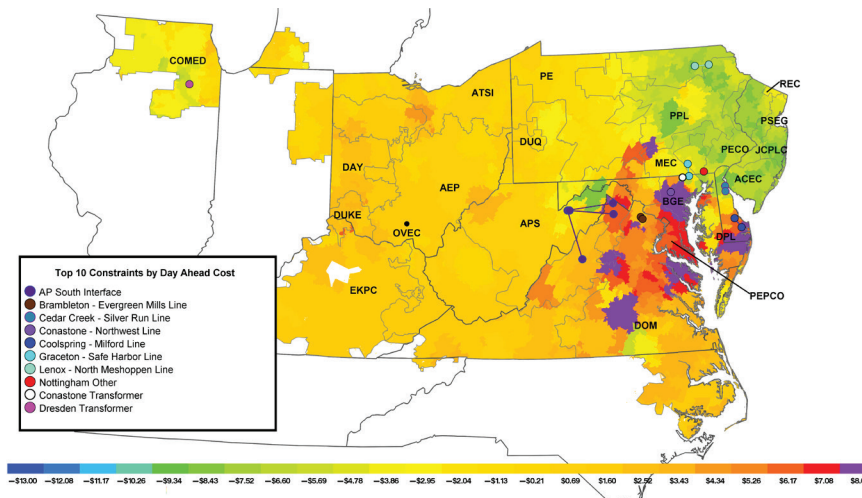 COMED
ATSI
PE
REC
PPL
PSEG
DUQ
PECO
JCPLC
MEC
DAY
ACEC
AEP
BGE
DUKE
APS
OVEC
DPL
EKPC
PEPCO
DOM
Top 10 Constraints by Day Ahead Cost
AP South Interface
Brambleton - Evergreen Mills Line
Cedar Creek - Silver Run Line
Conastone - Northwest Line
Coolspring - Milford Line
Graceton - Safe Harbor Line
Lenox - North Meshoppen Line
Nottingham Other
Conastone Transformer
Dresden Transformer
–$13.00 –$12.08 –$11.17 –$10.26 –$9.34 –$8.43 –$7.52 –$6.60 –$5.69 –$4.78 –$3.86 –$2.95 –$2.04 –$1.13 –$0.21 $0.69 $1.60 $2.52 $3.43 $4.34 $5.26 $6.17 $7.08